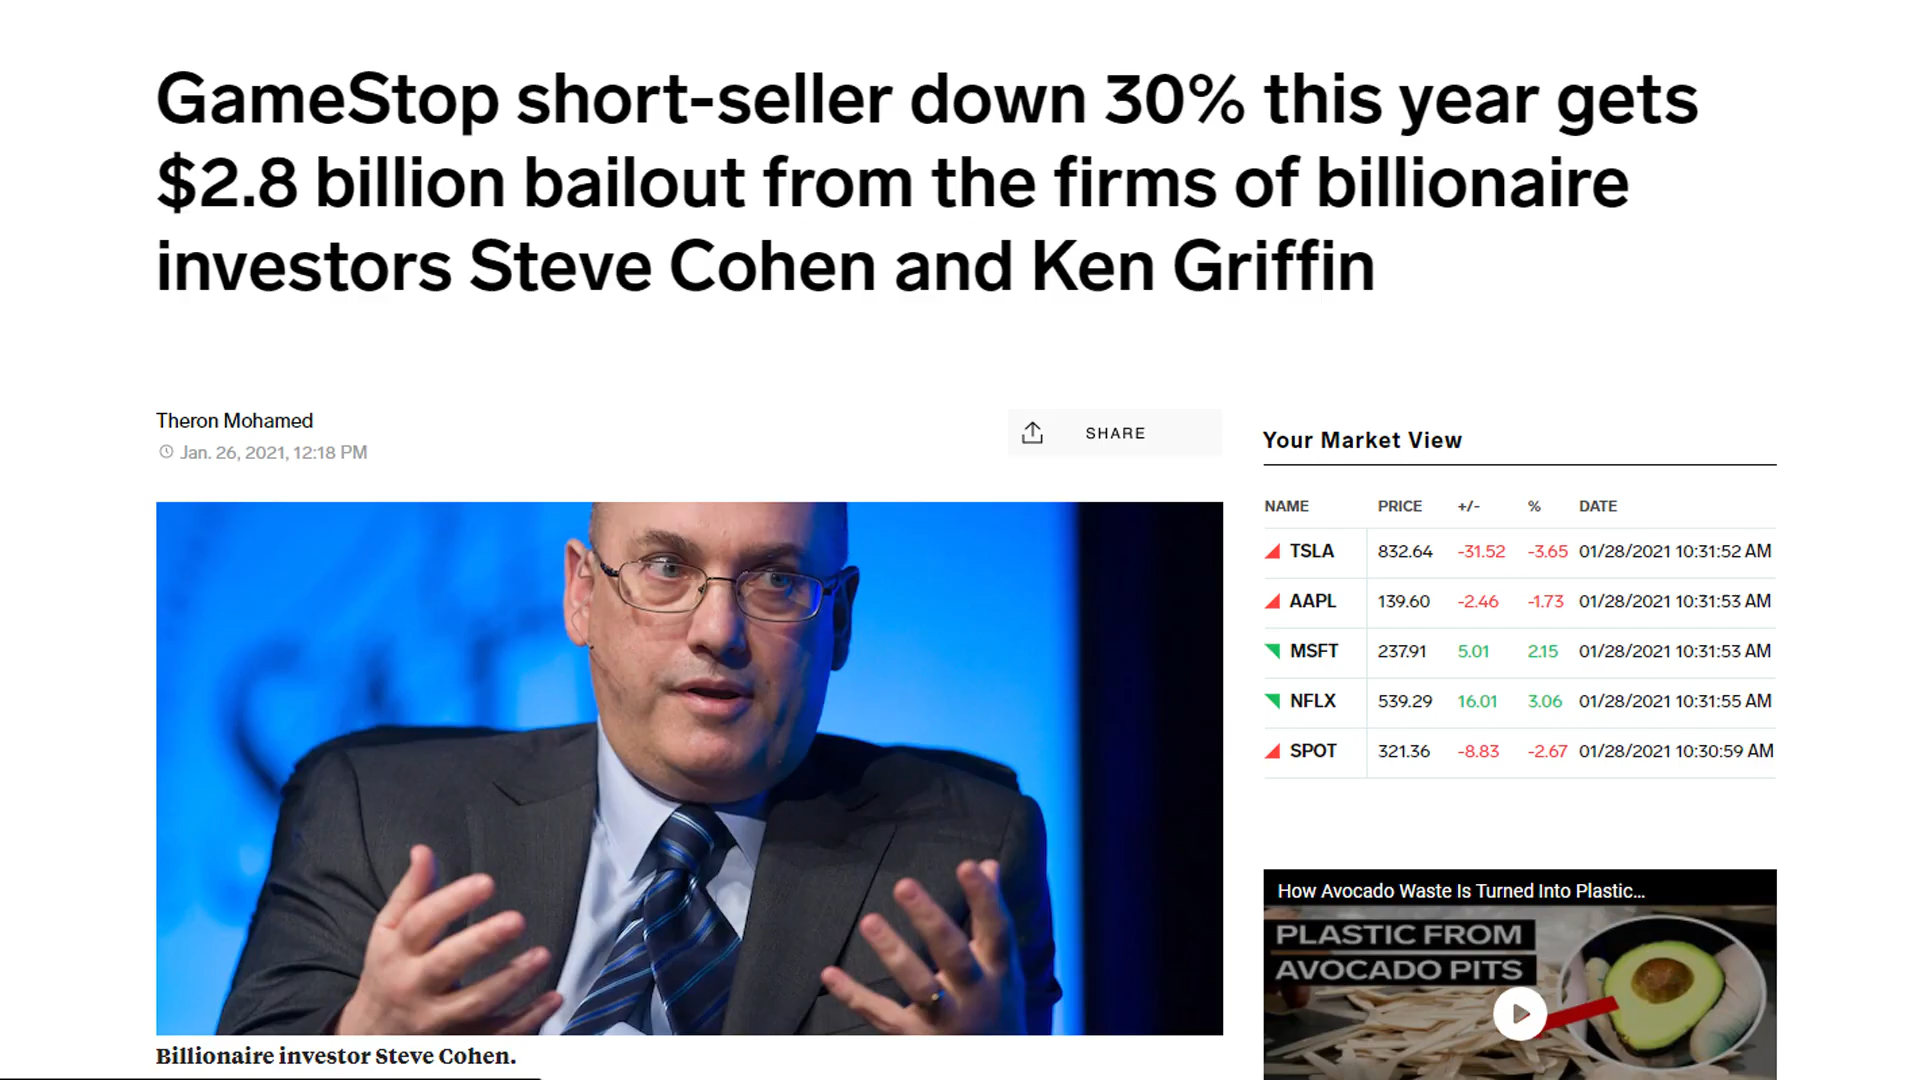 GameStop short-seller down 30% this year gets
$2.8 billion bailout from the firms of billionaire
investors Steve Cohen and Ken Griffin
Theron Mohamed
Jan. 26, 2021, 12:18 PM
SHARE
Billionaire investor Steve Cohen.
Your Market View
NAME PRICE +/- % DATE
TSLA 832.64 -31.52 -3.65 01/28/2021 10:31:52 AM
AAPL 139.60 -2.46 -1.73 01/28/2021 10:31:53 AM
MSFT 237.91 5.01 2.15 01/28/2021 10:31:53 AM
NFLX 539.29 16.01 3.06 01/28/2021 10:31:55 AM
SPOT 321.36 -8.83 -2.67 01/28/2021 10:30:59 AM
How Avocado Waste Is Turned Into Plastic...
PLASTIC FROM
AVOCADO PITS